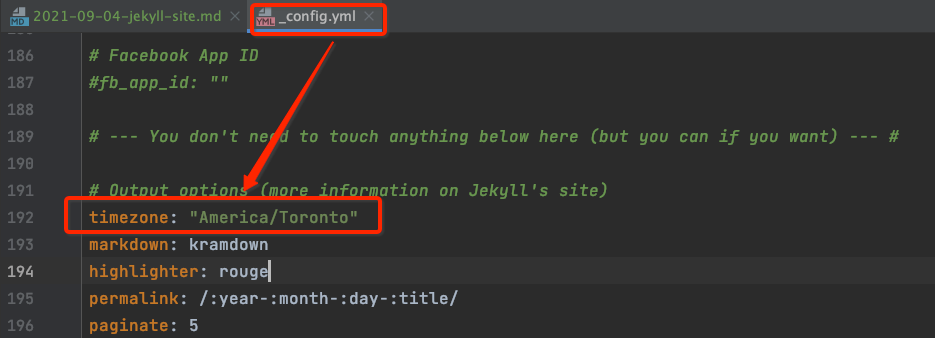 2021-09-04-jekyll-site.md × _config.yml ×
186 # Facebook App ID
187 #fb_app_id: ""
188
189 # --- You don't need to touch anything below here (but you can if you want) --- #
190
191 # Output options (more information on Jekyll's site)
192 timezone: "America/Toronto"
193 markdown: kramdown
194 highlighter: rouge
195 permalink: /:year-:month-:day-:title/
196 paginate: 5